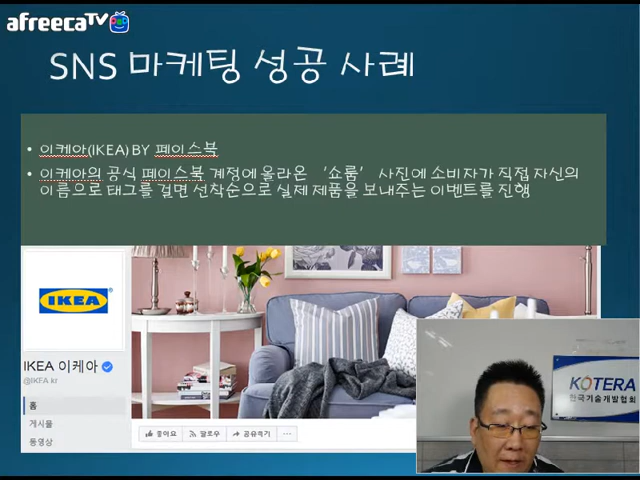 afreecaTV
SNS 마케팅 성공 사례
• 이케아(IKEA) BY 페이스북
• 이케아의 공식 페이스북 계정에 올라온 ‘쇼룸’ 사진에 소비자가 직접 자신의
이름으로 태그를 걸면 선착순으로 실제 제품을 보내주는 이벤트를 진행
IKEA
IKEA 이케아
@IKEA.kr
홈
게시물
동영상
좋아요 팔로우 공유하기 ...
KOTERA
한국기술개발협회